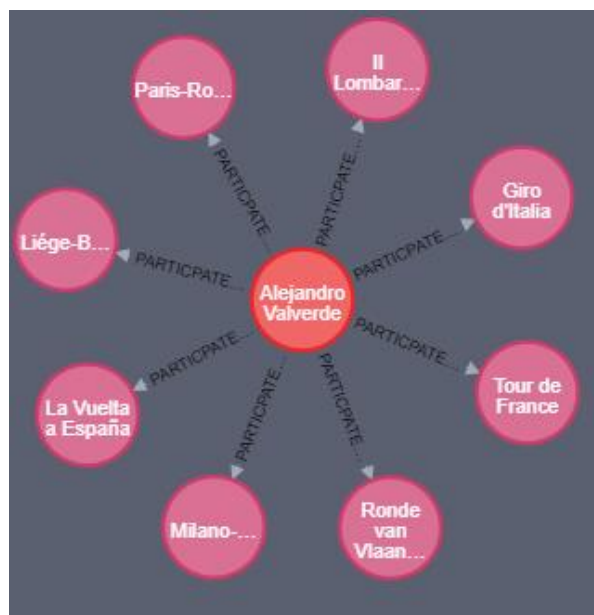 Paris-Ro...
Il
Lombar...
Giro
d'Italia
Liége-B...
Alejandro
Valverde
Tour de
France
La Vuelta
a España
Milano-...
Ronde
van
Vlaan...
PARTICPATE...
PARTICPATE...
PARTICPATE...
PARTICPATE...
PARTICPATE...
PARTICPATE...
PARTICPATE...
PARTICPATE...